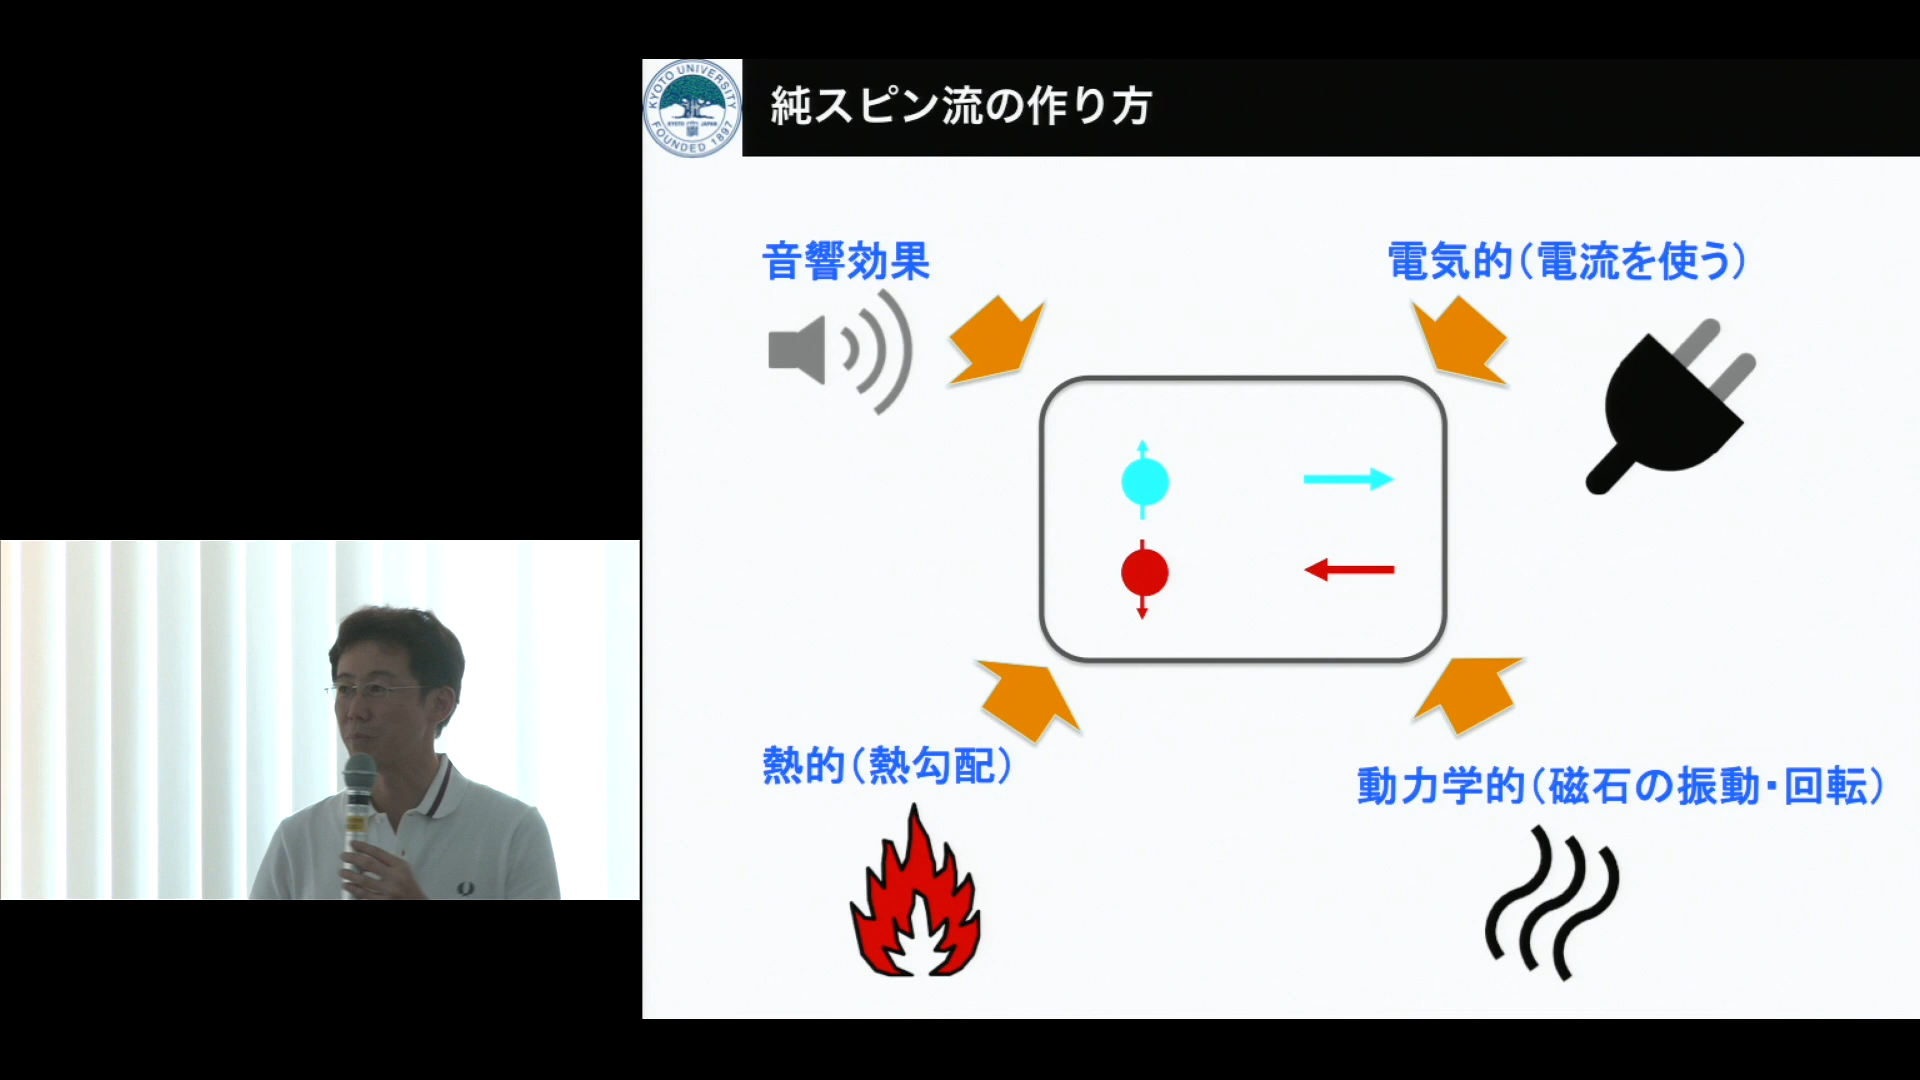 KYOTO UNIVERSITY
KYOTO JAPAN
FOUNDED 1897
純スピン流の作り方
音響効果
電気的(電流を使う)
熱的(熱勾配)
動力学的(磁石の振動・回転)